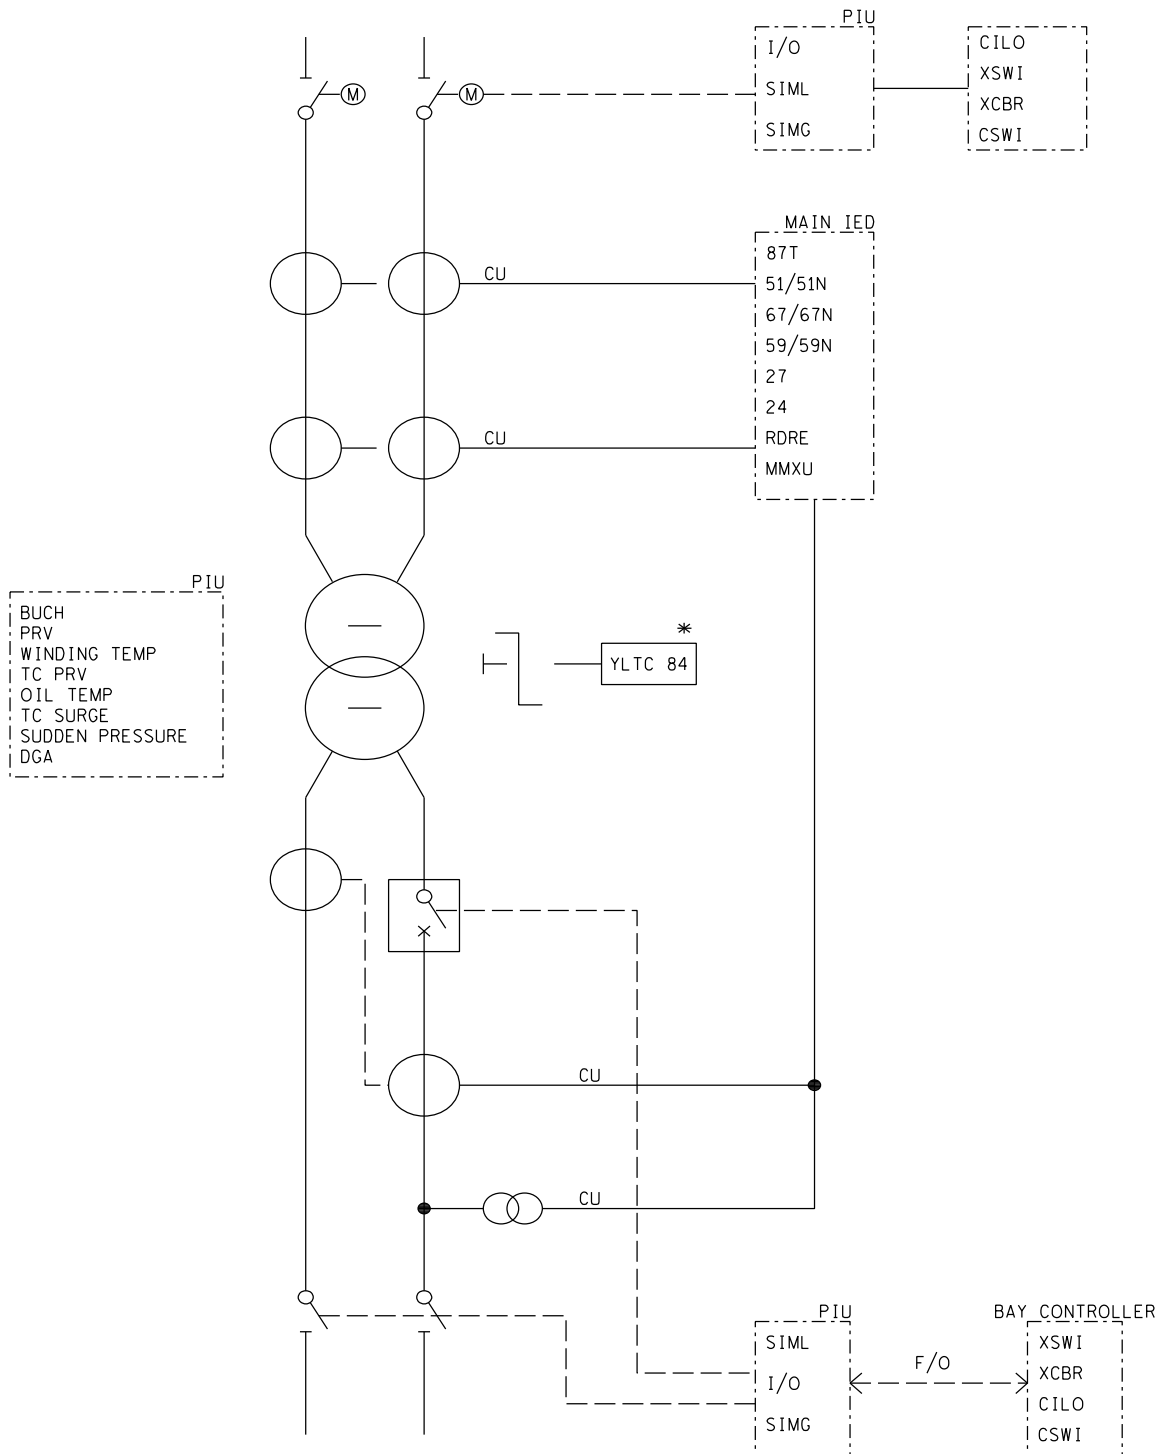 PIU
I/O
SIML
SIMG
CILO
XSWI
XCBR
CSWI
M
M
MAIN IED
87T
51/51N
67/67N
59/59N
27
24
RDRE
MMXU
CU
CU
PIU
BUCH
PRV
WINDING TEMP
TC PRV
OIL TEMP
TC SURGE
SUDDEN PRESSURE
DGA
*
YLTC 84
CU
CU
PIU
SIML
I/O
SIMG
F/O
BAY CONTROLLER
XSWI
XCBR
CILO
CSWI